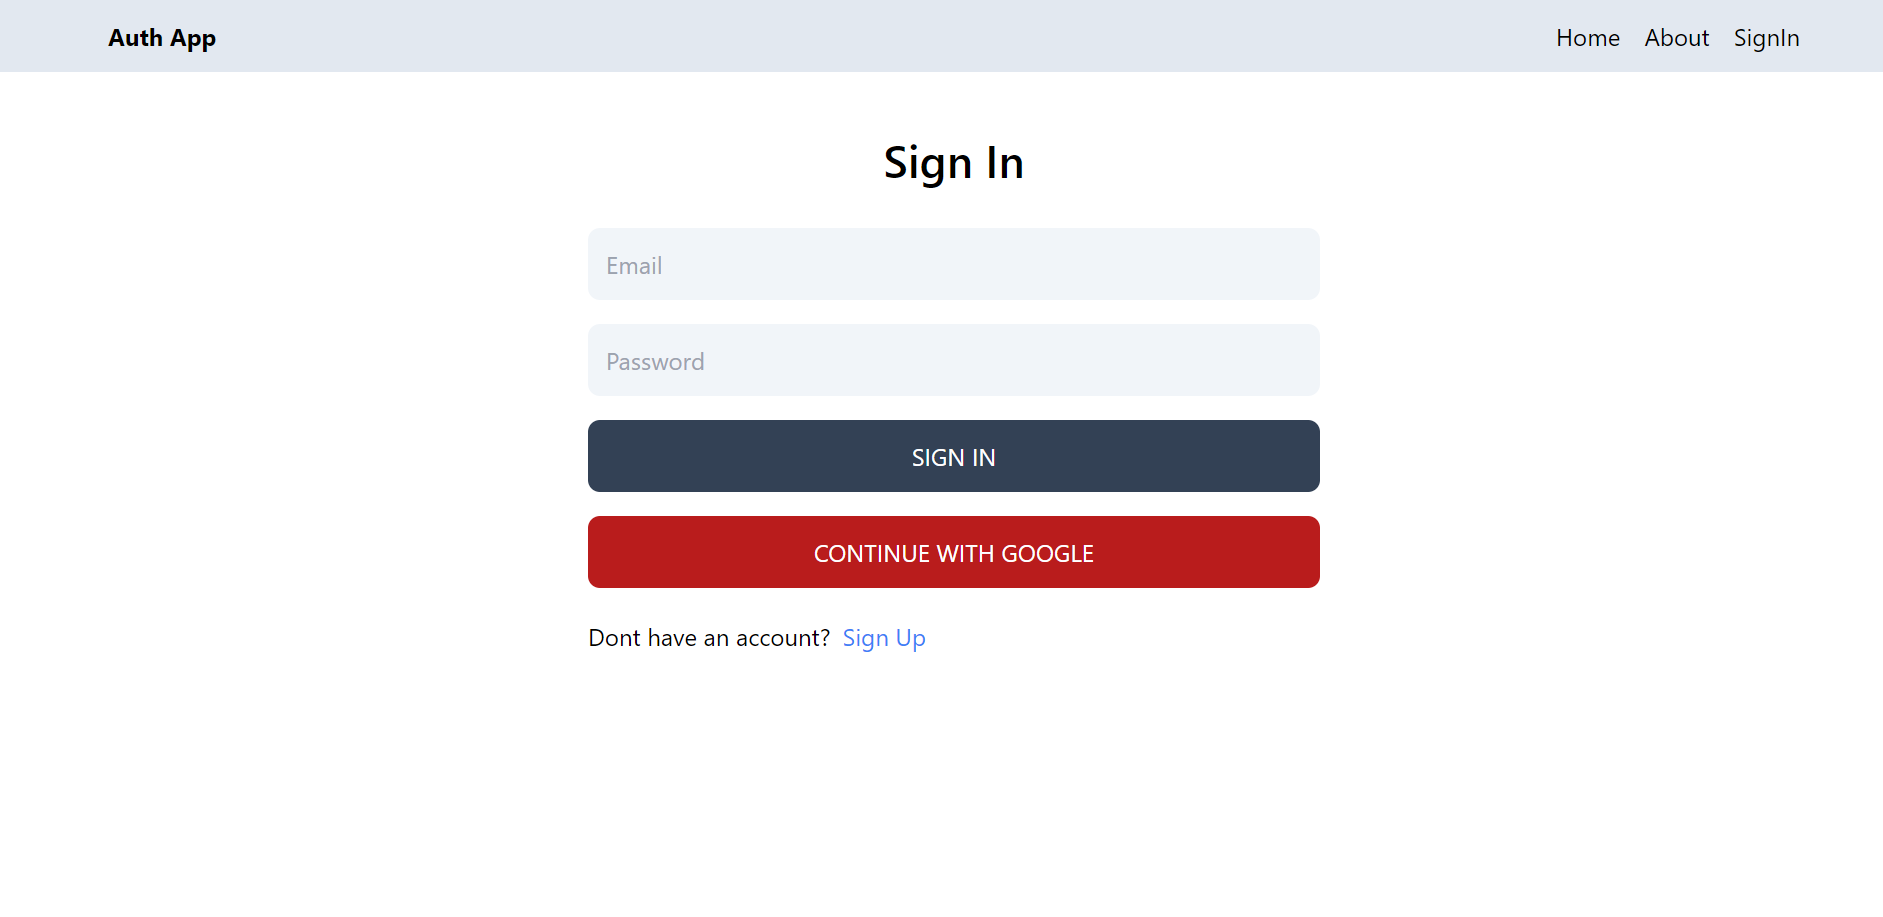 Auth App Home About SignIn
Sign In
Email
Password
SIGN IN
CONTINUE WITH GOOGLE
Dont have an account? Sign Up